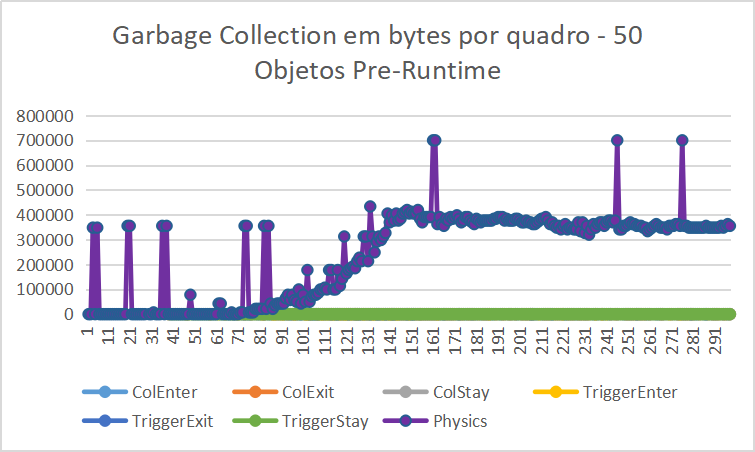 Garbage Collection em bytes por quadro - 50
Objetos Pre-Runtime
800000
700000
600000
500000
400000
300000
200000
100000
0
1 11 21 31 41 51 61 71 81 91 101 111 121 131 141 151 161 171 181 191 201 211 221 231 241 251 261 271 281 291
ColEnter ColExit ColStay TriggerEnter
TriggerExit TriggerStay Physics